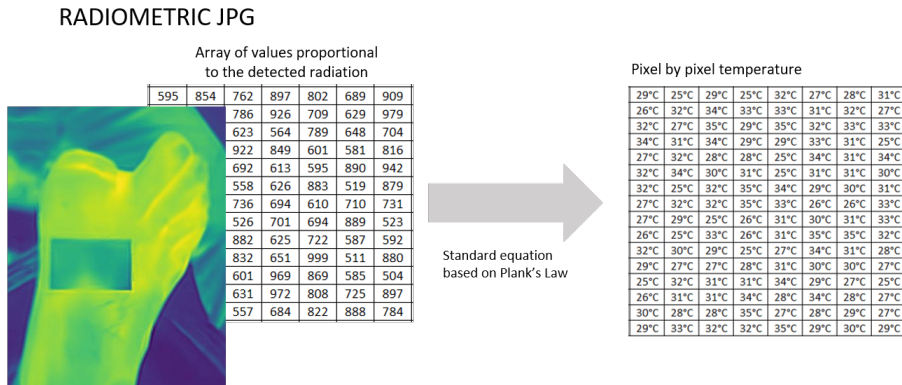 RADIOMETRIC JPG
Array of values proportional
to the detected radiation
595 854 762 897 802 689 909
786 926 709 629 979
623 564 789 648 704
922 849 601 581 816
692 613 595 890 942
558 626 883 519 879
736 694 610 710 731
526 701 694 889 523
882 625 722 587 592
832 651 999 511 880
601 969 869 585 504
631 972 808 725 897
557 684 822 888 784
Standard equation
based on Plank's Law
Pixel by pixel temperature
29°C 25°C 29°C 25°C 32°C 27°C 28°C 31°C
26°C 32°C 34°C 33°C 33°C 31°C 32°C 27°C
32°C 27°C 35°C 29°C 35°C 32°C 33°C 33°C
34°C 31°C 34°C 29°C 29°C 33°C 31°C 25°C
27°C 32°C 28°C 28°C 25°C 34°C 31°C 34°C
32°C 34°C 30°C 31°C 25°C 31°C 31°C 30°C
32°C 25°C 32°C 35°C 34°C 29°C 30°C 31°C
27°C 32°C 32°C 35°C 33°C 26°C 26°C 33°C
27°C 29°C 25°C 26°C 31°C 30°C 31°C 33°C
26°C 25°C 33°C 26°C 31°C 35°C 35°C 32°C
32°C 30°C 29°C 25°C 27°C 34°C 31°C 28°C
29°C 27°C 27°C 28°C 31°C 30°C 30°C 27°C
25°C 32°C 31°C 31°C 34°C 29°C 27°C 25°C
26°C 31°C 31°C 34°C 28°C 34°C 28°C 27°C
30°C 28°C 28°C 35°C 27°C 28°C 29°C 27°C
29°C 33°C 32°C 32°C 35°C 29°C 30°C 29°C